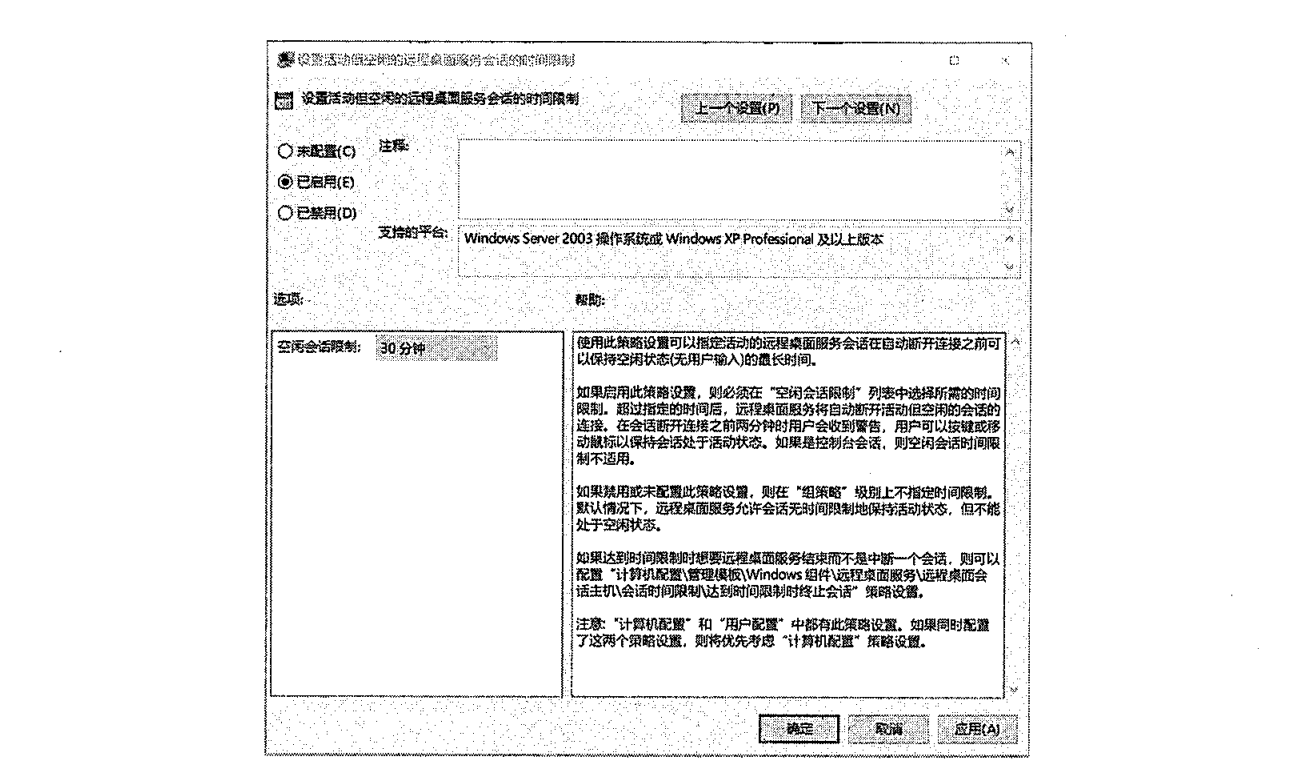 设置活动但空闲的远程桌面服务会话的时间限制
设置活动但空闲的远程桌面服务会话的时间限制
上一个设置(P) 下一个设置(N)
未配置(C) 注释:
已启用(E)
已禁用(D)
支持的平台: Windows Server 2003 操作系统或 Windows XP Professional 及以上版本
选项: 帮助:
空闲会话限制: 30 分钟
使用此策略设置可以指定活动的远程桌面服务会话在自动断开连接之前可
以保持空闲状态(无用户输入)的最长时间。
如果启用此策略设置，则必须在“空闲会话限制”列表中选择所需的时间
限制。超过指定的时间后，远程桌面服务将自动断开活动但空闲的会话的
连接。在会话断开连接之前两分钟时用户会收到警告，用户可以按键或移
动鼠标以保持会话处于活动状态。如果是控制台会话，则空闲会话时间限
制不适用。
如果禁用或未配置此策略设置，则在“组策略”级别上不指定时间限制。
默认情况下，远程桌面服务允许会话无时间限制地保持活动状态，但不能
处于空闲状态。
如果达到时间限制时想要远程桌面服务结束而不是中断一个会话，则可以
配置“计算机配置\管理模板\Windows 组件\远程桌面服务\远程桌面会
话主机\会话时间限制\达到时间限制时终止会话”策略设置。
注意:“计算机配置”和“用户配置”中都有此策略设置。如果同时配置
了这两个策略设置，则将优先考虑“计算机配置”策略设置。
确定 取消 应用(A)